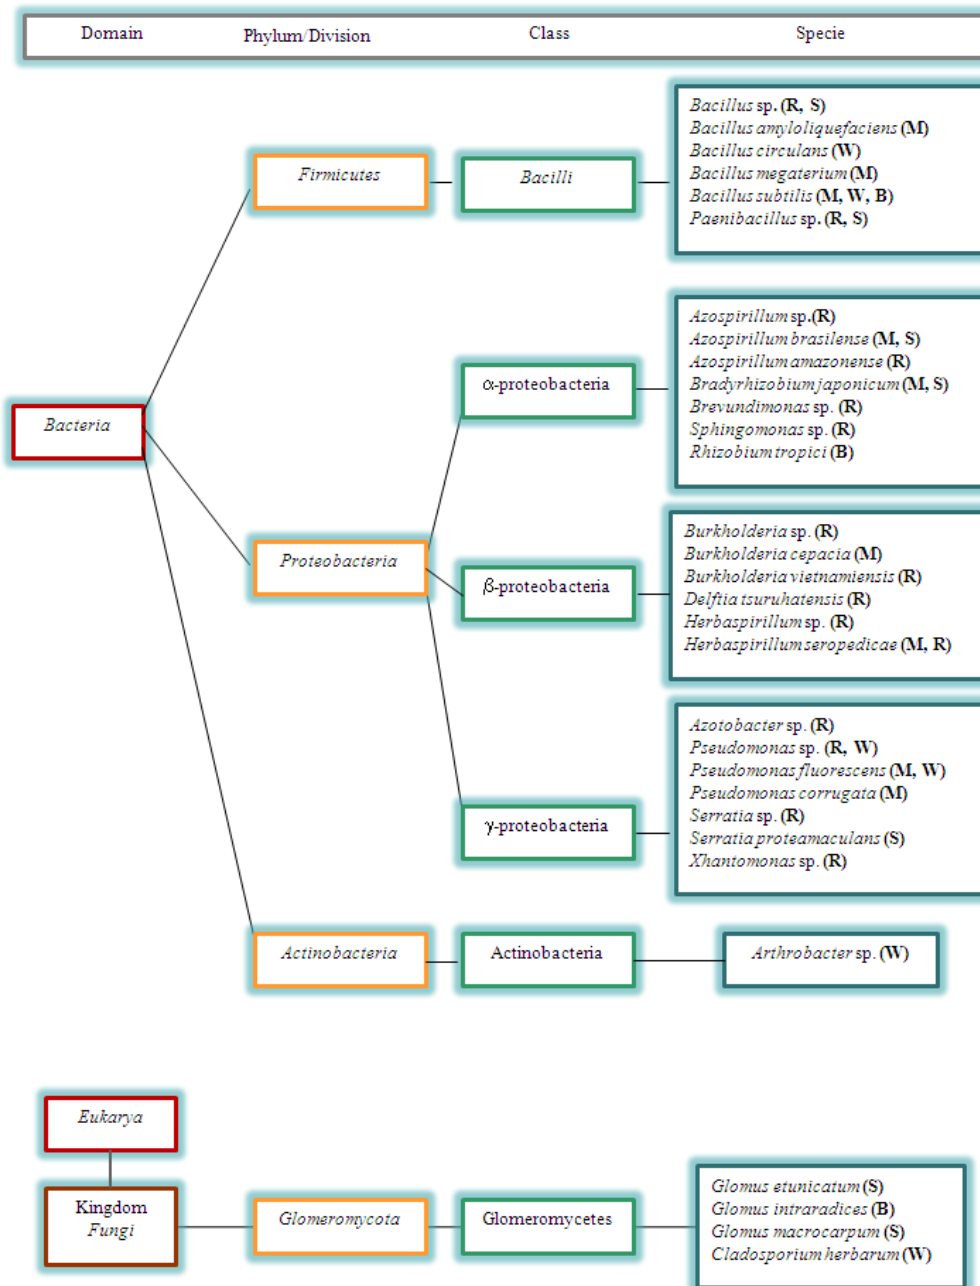 Domain Phylum/Division Class Specie
Bacillus sp. (R, S)
Bacillus amyloliquefaciens (M)
Bacillus circulans (W)
Bacillus megaterium (M)
Bacillus subtilis (M, W, B)
Paenibacillus sp. (R, S)
Firmicutes
Bacilli
Azospirillum sp.(R)
Azospirillum brasilense (M, S)
Azospirillum amazonense (R)
Bradyrhizobium japonicum (M, S)
Brevundimonas sp. (R)
Sphingomonas sp. (R)
Rhizobium tropici (B)
α-proteobacteria
Bacteria
Proteobacteria
β-proteobacteria
Burkholderia sp. (R)
Burkholderia cepacia (M)
Burkholderia vietnamiensis (R)
Delftia tsuruhatensis (R)
Herbaspirillum sp. (R)
Herbaspirillum seropedicae (M, R)
Azotobacter sp. (R)
Pseudomonas sp. (R, W)
Pseudomonas fluorescens (M, W)
Pseudomonas corrugata (M)
Serratia sp. (R)
Serratia proteamaculans (S)
Xhantomonas sp. (R)
γ-proteobacteria
Actinobacteria
Actinobacteria
Arthrobacter sp. (W)
Eukarya
Kingdom
Fungi
Glomeromycota
Glomeromycetes
Glomus etunicatum (S)
Glomus intraradices (B)
Glomus macrocarpum (S)
Cladosporium herbarum (W)